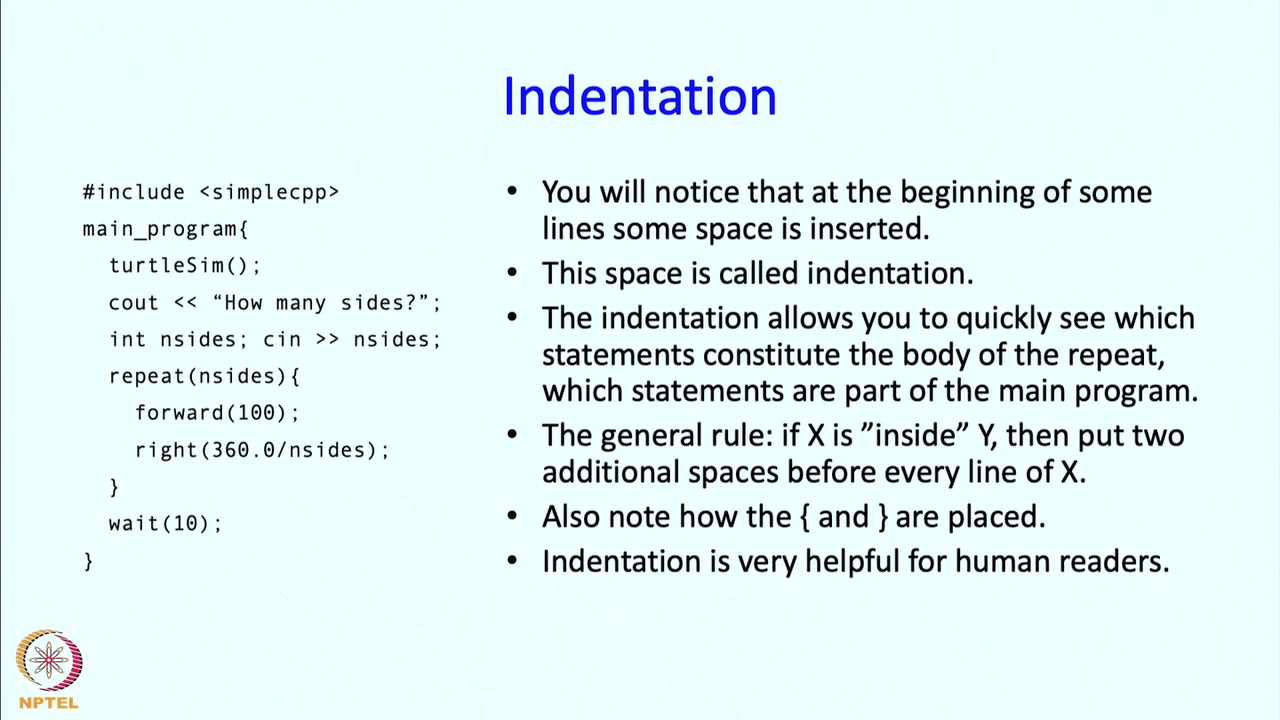 Indentation
#include <simplecpp>
main_program{
  turtleSim();
  cout << “How many sides?”;
  int nsides; cin >> nsides;
  repeat(nsides){
    forward(100);
    right(360.0/nsides);
  }
  wait(10);
}
• You will notice that at the beginning of some
lines some space is inserted.
• This space is called indentation.
• The indentation allows you to quickly see which
statements constitute the body of the repeat,
which statements are part of the main program.
• The general rule: if X is ”inside” Y, then put two
additional spaces before every line of X.
• Also note how the { and } are placed.
• Indentation is very helpful for human readers.
NPTEL